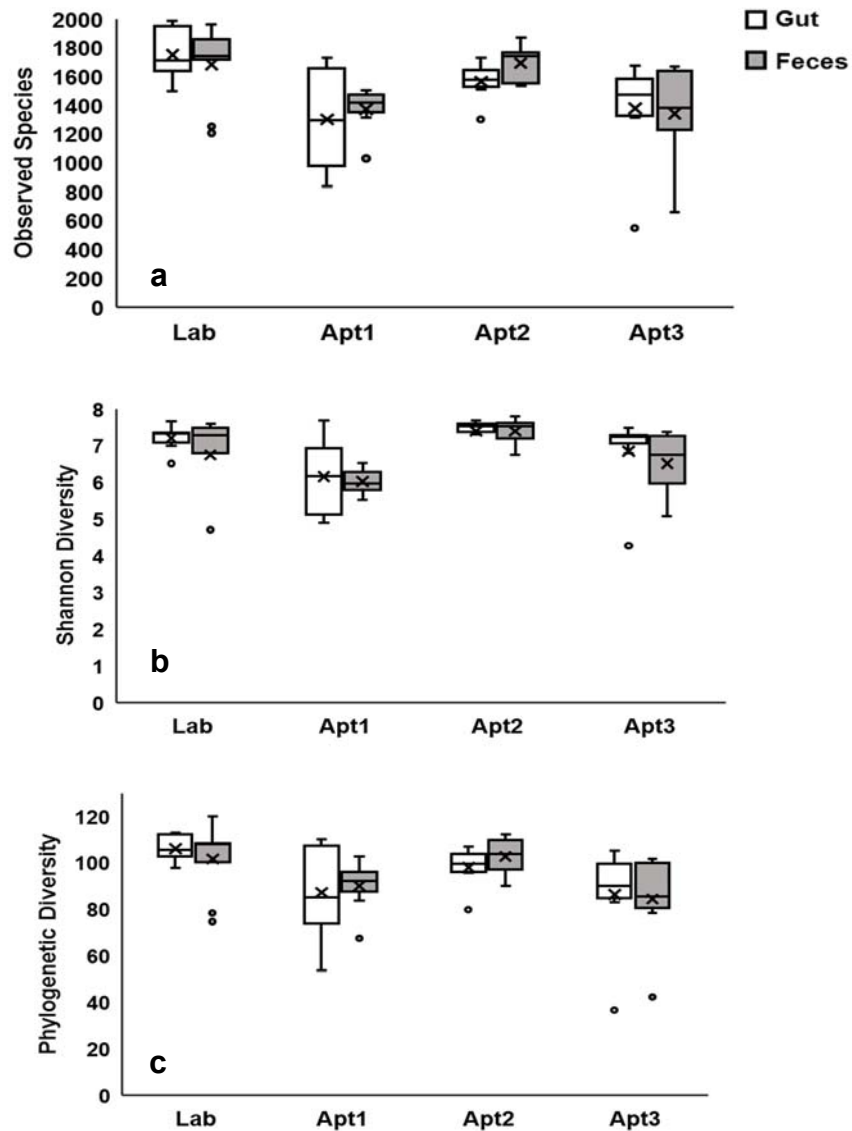 Gut
Feces
Observed Species
2000
1800
1600
1400
1200
1000
800
600
400
200
0
a
Lab Apt1 Apt2 Apt3
Shannon Diversity
8
7
6
5
4
3
2
1
0
b
Lab Apt1 Apt2 Apt3
Phylogenetic Diversity
120
100
80
60
40
20
0
c
Lab Apt1 Apt2 Apt3